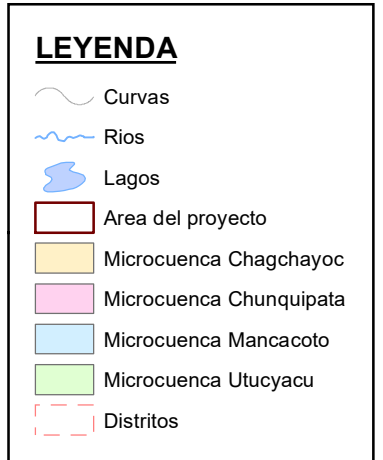 LEYENDA
Curvas
Rios
Lagos
Area del proyecto
Microcuenca Chagchayoc
Microcuenca Chunquipata
Microcuenca Mancacoto
Microcuenca Utucyacu
Distritos